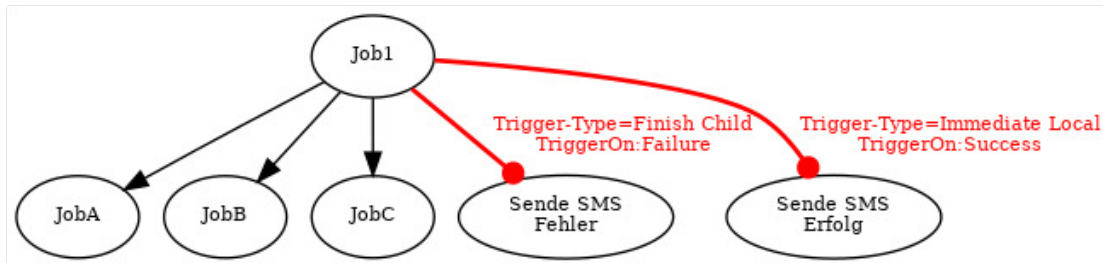 Job1
Trigger-Type=Finish Child
TriggerOn:Failure
Trigger-Type=Immediate Local
TriggerOn:Success
JobA
JobB
JobC
Sende SMS
Fehler
Sende SMS
Erfolg